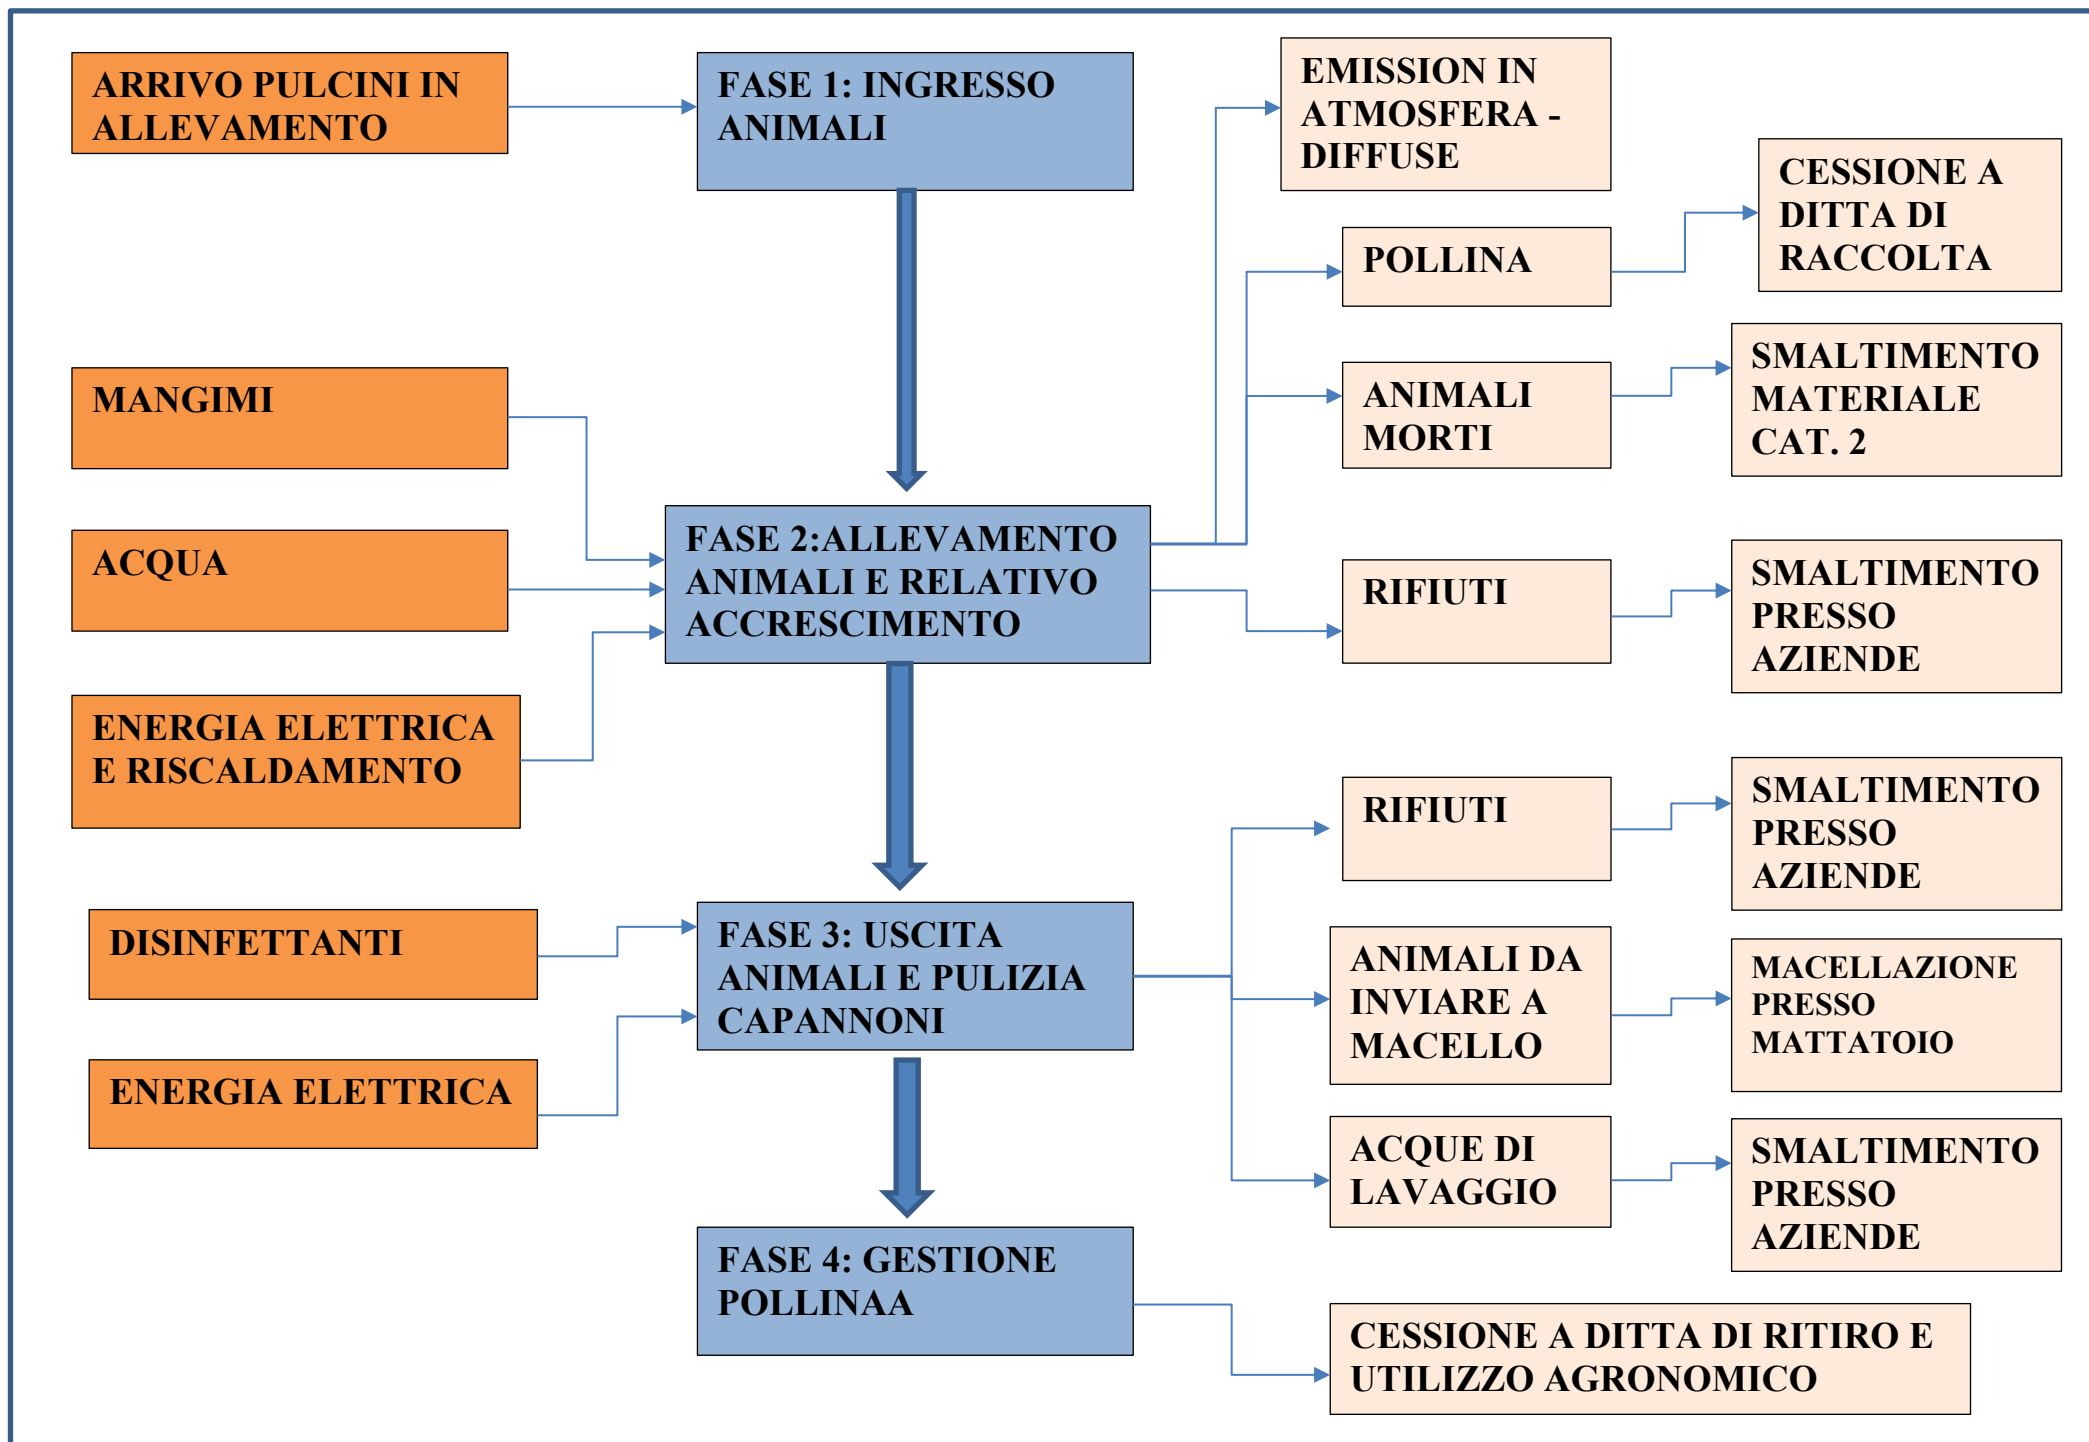 ARRIVO PULCINI IN
ALLEVAMENTO
FASE 1: INGRESSO
ANIMALI
EMISSION IN
ATMOSFERA -
DIFFUSE
CESSIONE A
DITTA DI
RACCOLTA
POLLINA
MANGIMI
ANIMALI
MORTI
SMALTIMENTO
MATERIALE
CAT. 2
ACQUA
FASE 2:ALLEVAMENTO
ANIMALI E RELATIVO
ACCRESCIMENTO
RIFIUTI
SMALTIMENTO
PRESSO
AZIENDE
ENERGIA ELETTRICA
E RISCALDAMENTO
RIFIUTI
SMALTIMENTO
PRESSO
AZIENDE
DISINFETTANTI
FASE 3: USCITA
ANIMALI E PULIZIA
CAPANNONI
ANIMALI DA
INVIARE A
MACELLO
MACELLAZIONE
PRESSO
MATTATOIO
ENERGIA ELETTRICA
ACQUE DI
LAVAGGIO
SMALTIMENTO
PRESSO
AZIENDE
FASE 4: GESTIONE
POLLINAA
CESSIONE A DITTA DI RITIRO E
UTILIZZO AGRONOMICO